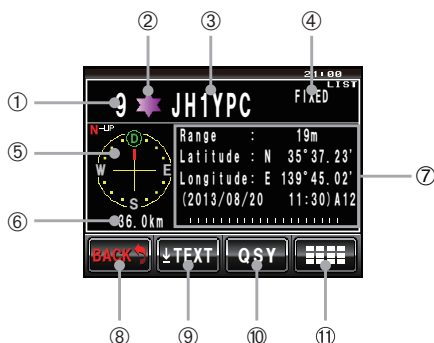 ② ③ ④
21:00
LIST
① 9 JH1YPC FIXED
N-UP
D
⑤
W E
S
⑥ 36.0km
Range : 19m
Latitude : N 35°37.23'
Longitude: E 139°45.02'
(2013/08/20 11:30)A12
⑦
BACK ↓TEXT QSY
⑧ ⑨ ⑩ ⑪